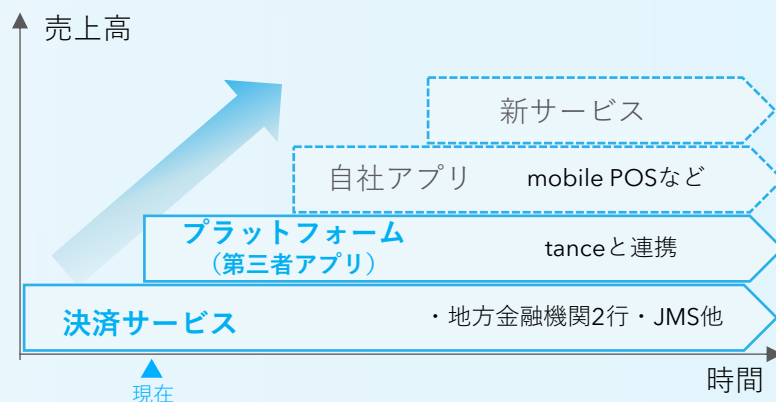 売上高
新サービス
自社アプリ mobile POSなど
プラットフォーム
（第三者アプリ） tanceと連携
決済サービス ・地方金融機関2行・JMS他
時間
現在